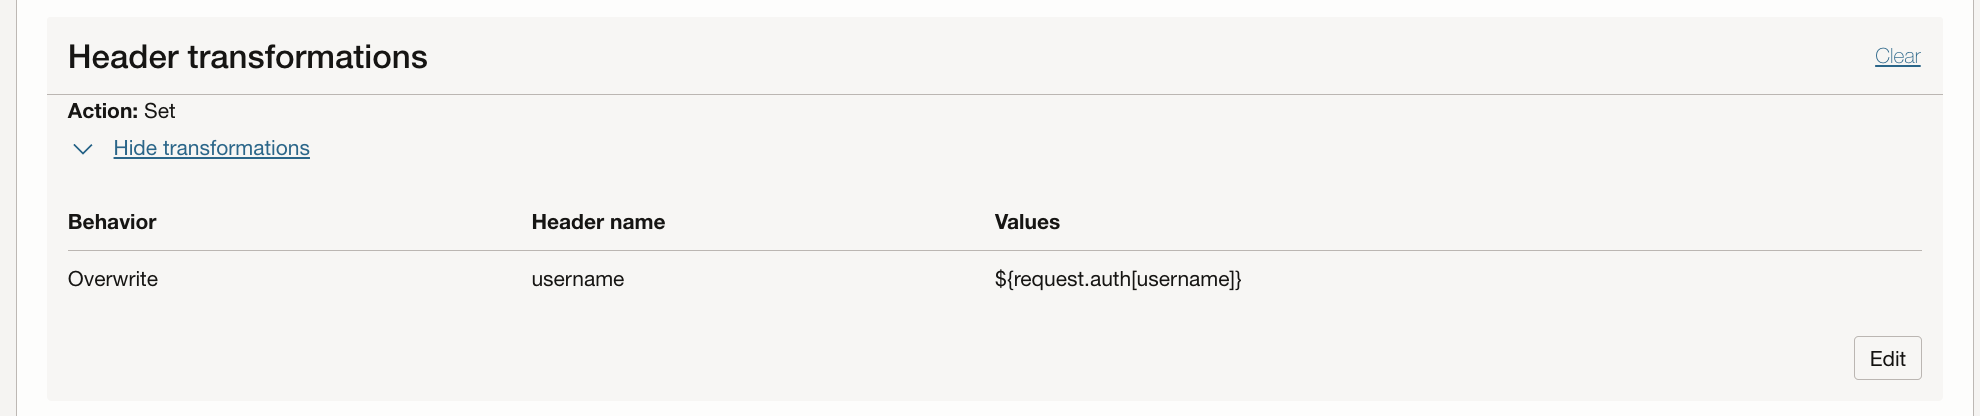 Header transformations
Clear
Action: Set
Hide transformations
Behavior Header name Values
Overwrite username ${request.auth[username]}
Edit